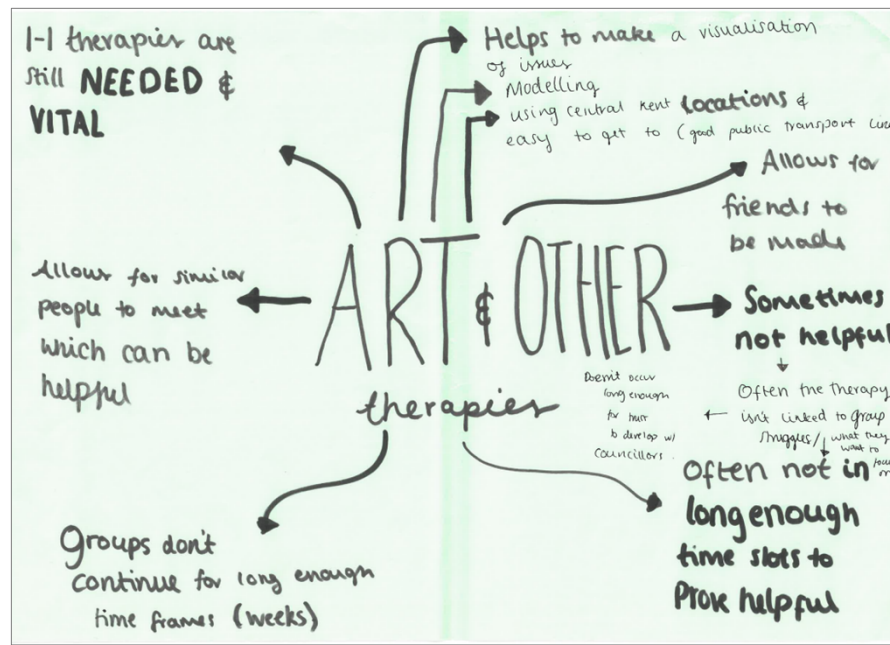 1-1 therapies are
still NEEDED &
VITAL
Helps to make a visualisation
of issues
Modelling
using central Kent locations &
easy to get to (good public transport
Allows for
friends to
be made
Allows for similar
people to meet
which can be
helpful
ART & OTHER
therapies
Sometimes
not helpful
Often the therapy
isn't linked to group
struggles/ what they
want to
Doesn't occur
long enough
for trust
to develop w/
councillors.
Often not in
long enough
time slots to
Prove helpful
Groups don't
continue for long enough
time frames (weeks)